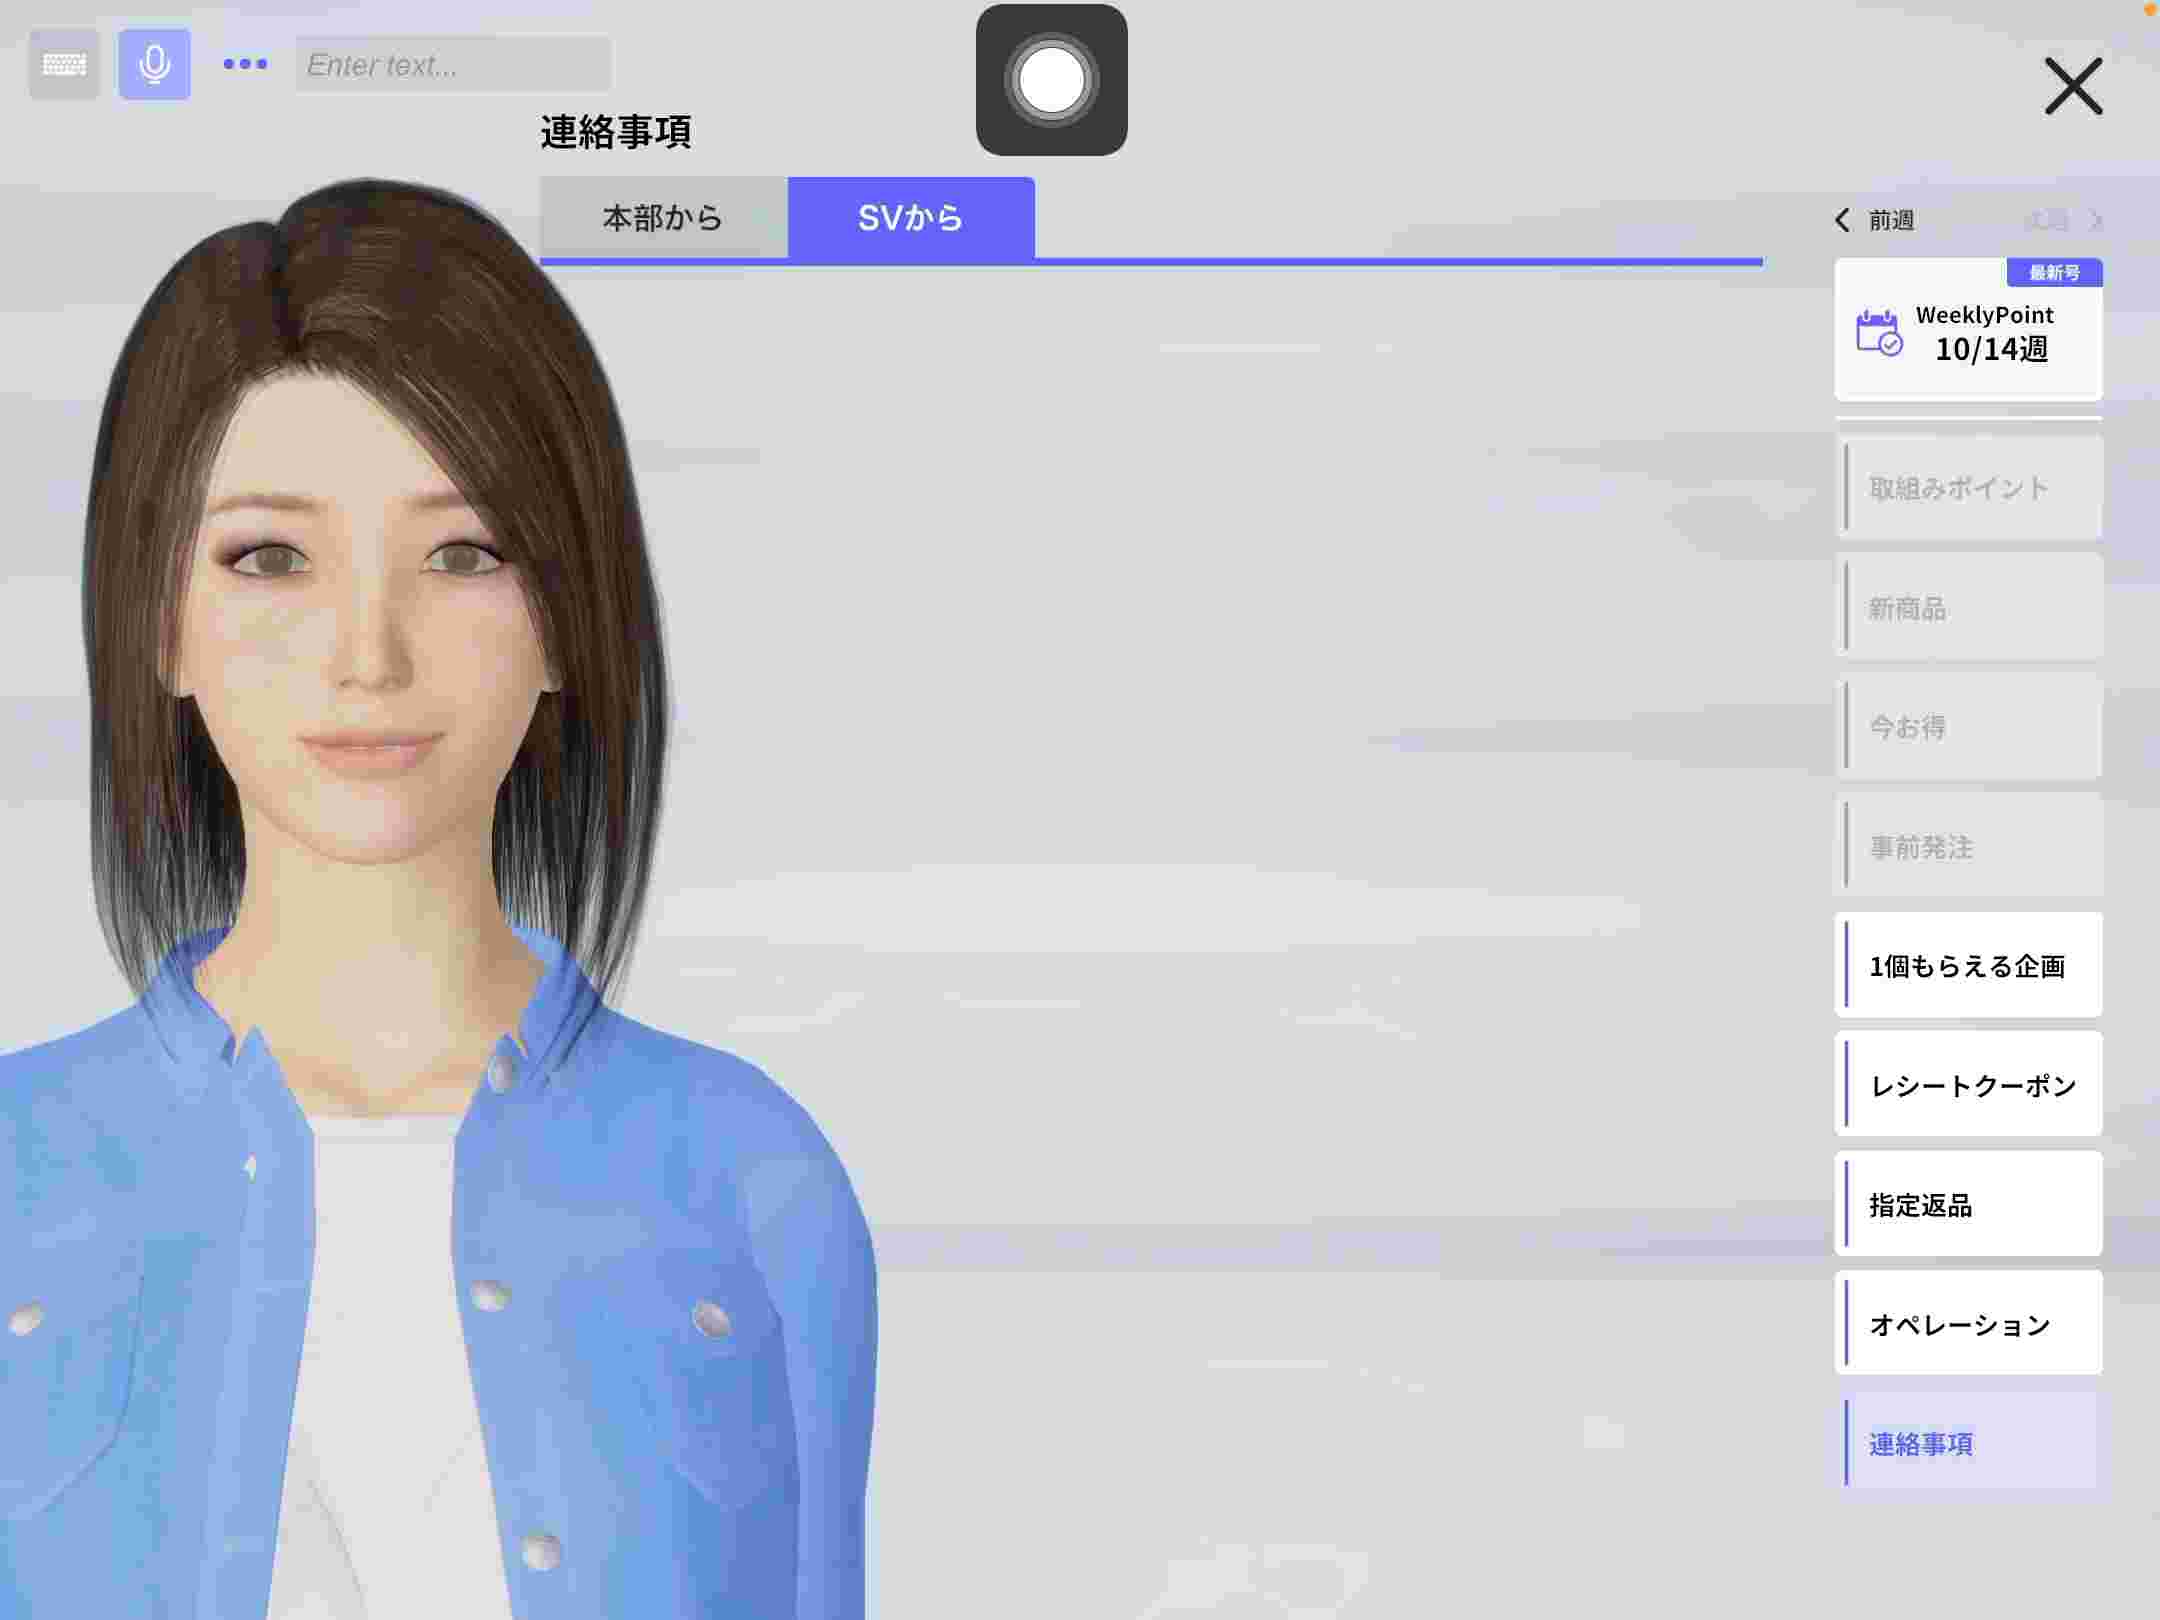 Enter text...
連絡事項
本部から
SVから
前週
最新号
WeeklyPoint
10/14週
取組みポイント
新商品
今お得
事前発注
1個もらえる企画
レシートクーポン
指定返品
オペレーション
連絡事項